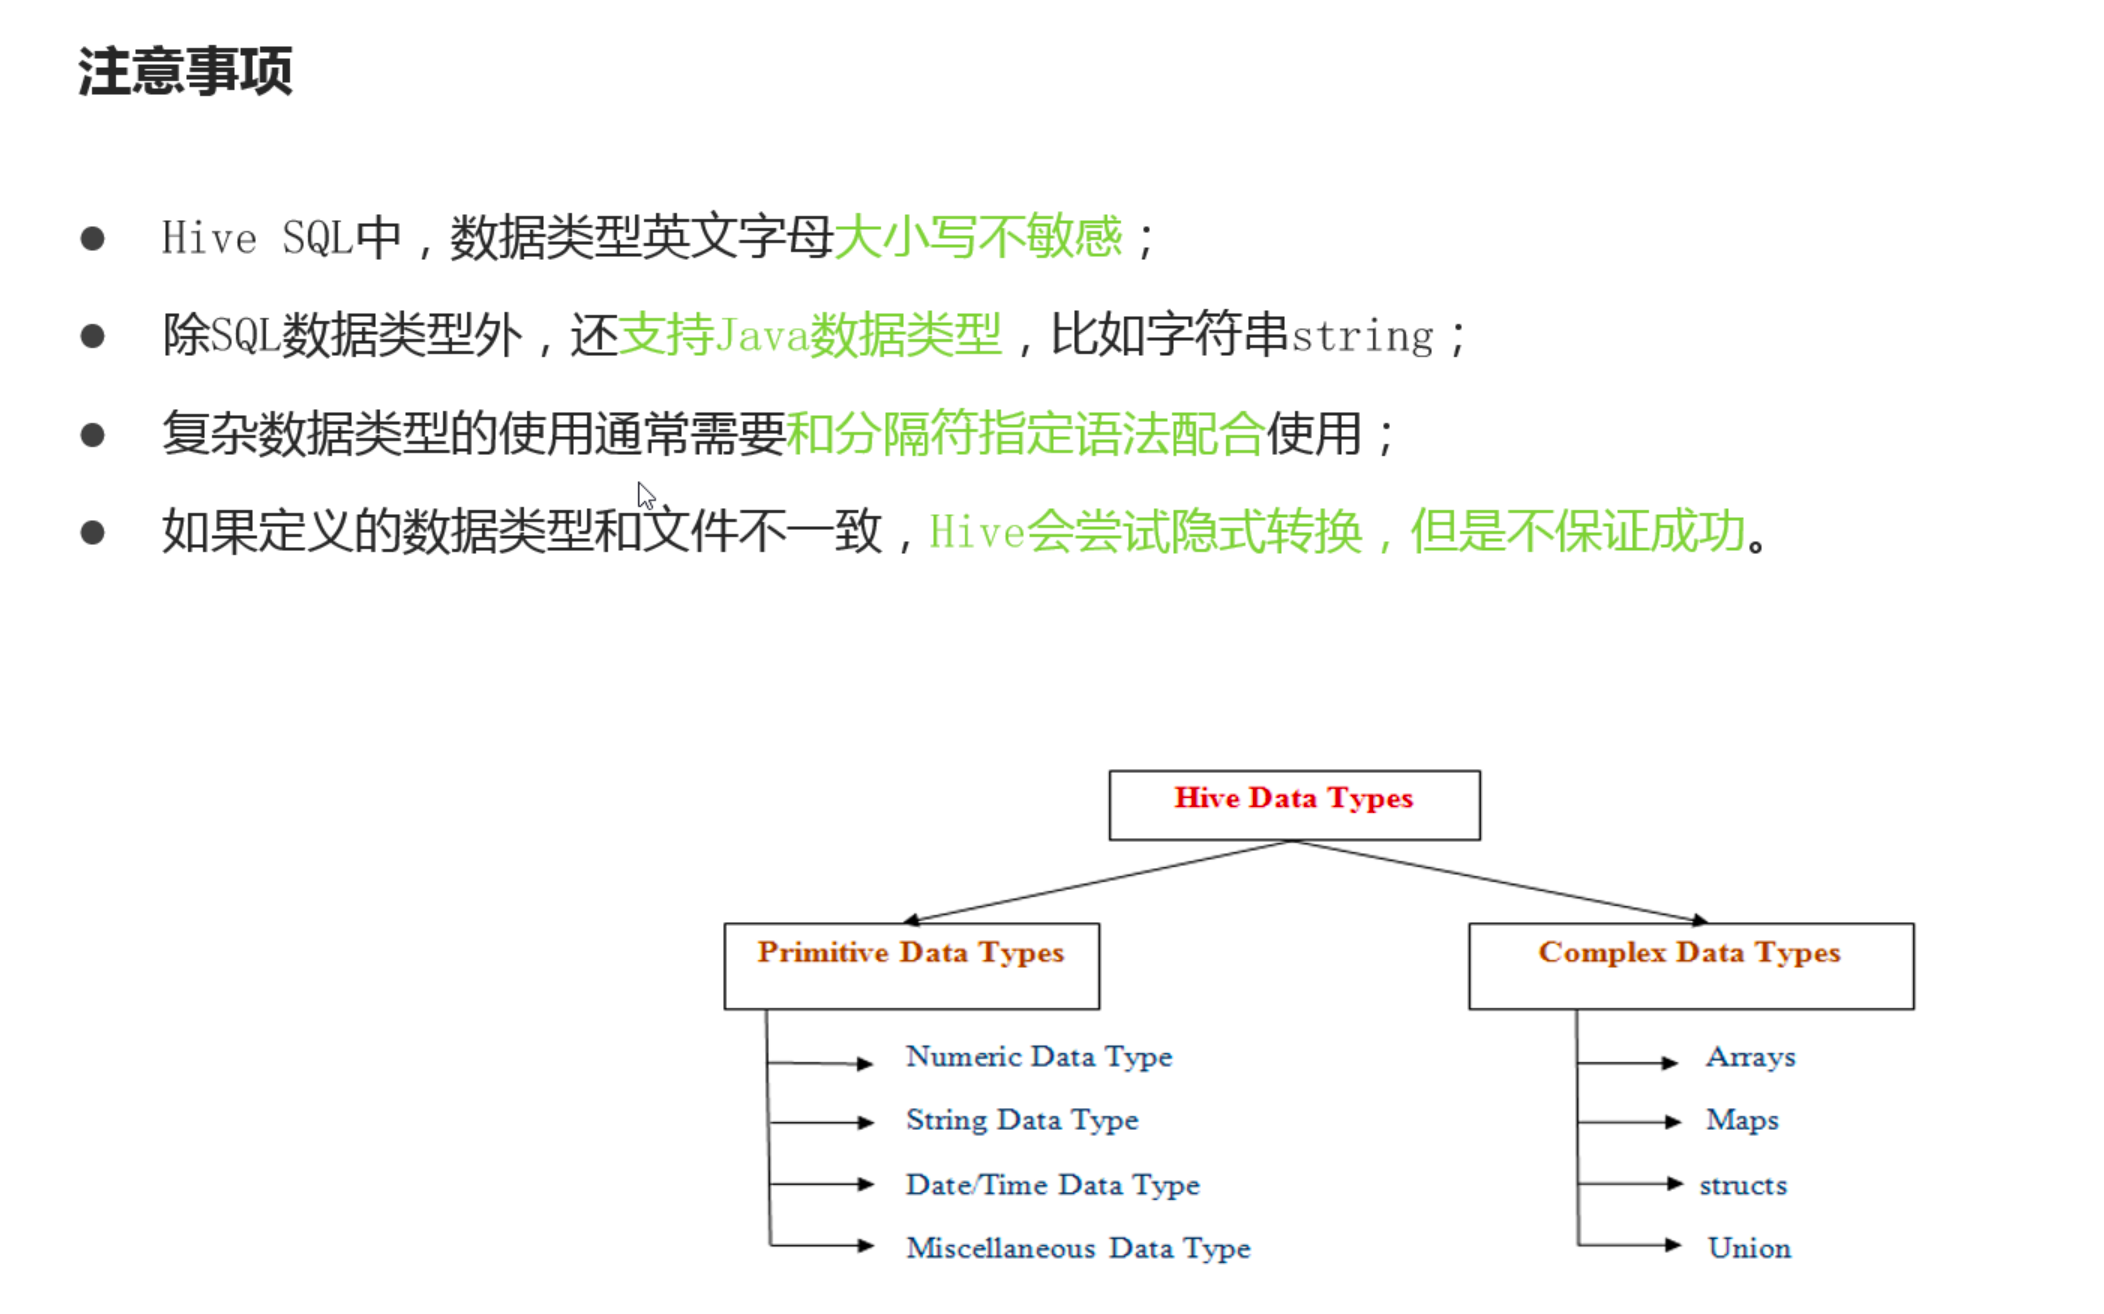 注意事项
Hive SQL中，数据类型英文字母大小写不敏感；
除SQL数据类型外，还支持Java数据类型，比如字符串string；
复杂数据类型的使用通常需要和分隔符指定语法配合使用；
如果定义的数据类型和文件不一致，Hive会尝试隐式转换，但是不保证成功。
Hive Data Types
Primitive Data Types
Numeric Data Type
String Data Type
Date/Time Data Type
Miscellaneous Data Type
Complex Data Types
Arrays
Maps
structs
Union